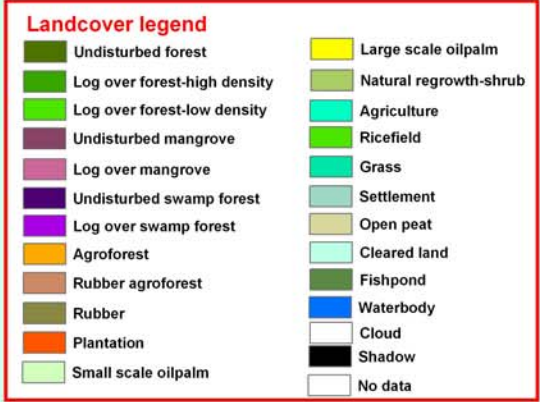 Landcover legend
Undisturbed forest
Log over forest-high density
Log over forest-low density
Undisturbed mangrove
Log over mangrove
Undisturbed swamp forest
Log over swamp forest
Agroforest
Rubber agroforest
Rubber
Plantation
Small scale oilpalm
Large scale oilpalm
Natural regrowth-shrub
Agriculture
Ricefield
Grass
Settlement
Open peat
Cleared land
Fishpond
Waterbody
Cloud
Shadow
No data